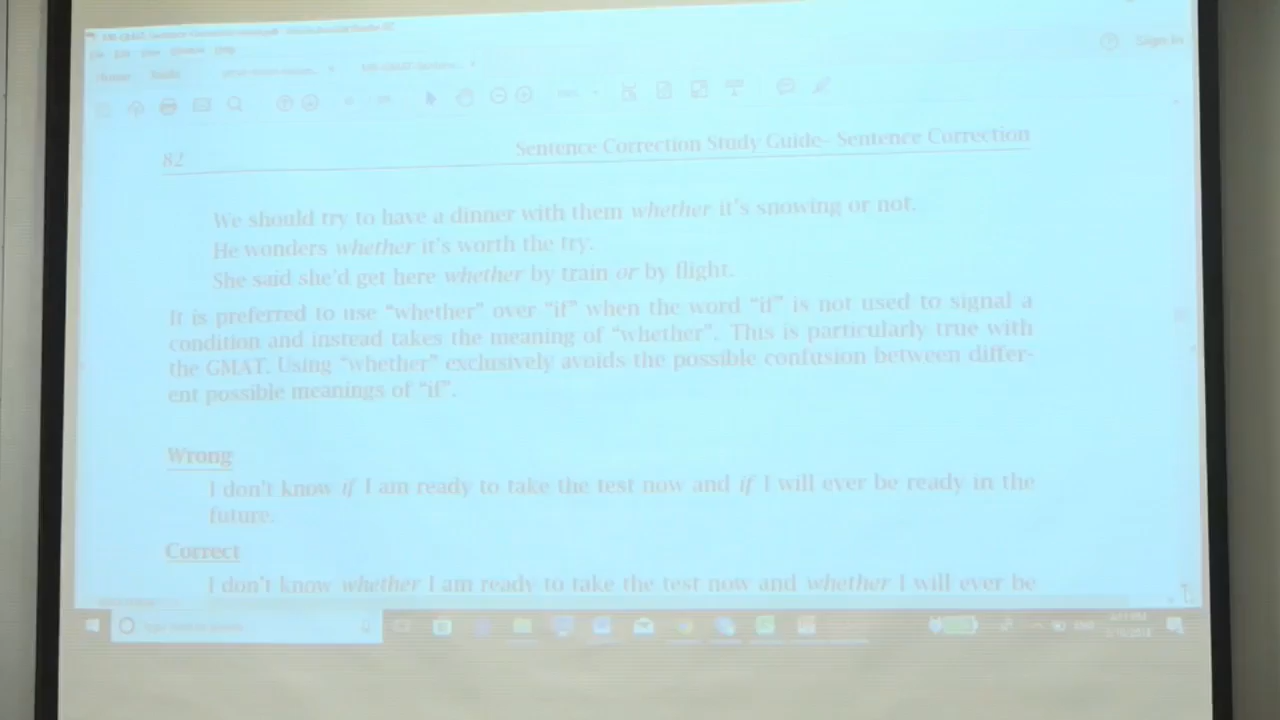 Sign In
82
Sentence Correction Study Guide– Sentence Correction
We should try to have a dinner with them whether it's snowing or not.
He wonders whether it's worth the try.
She said she'd get here whether by train or by flight.
It is preferred to use “whether” over “if” when the word “if” is not used to signal a
condition and instead takes the meaning of “whether”. This is particularly true with
the GMAT. Using “whether” exclusively avoids the possible confusion between differ-
ent possible meanings of “if”.
Wrong
I don't know if I am ready to take the test now and if I will ever be ready in the
future.
Correct
I don't know whether I am ready to take the test now and whether I will ever be